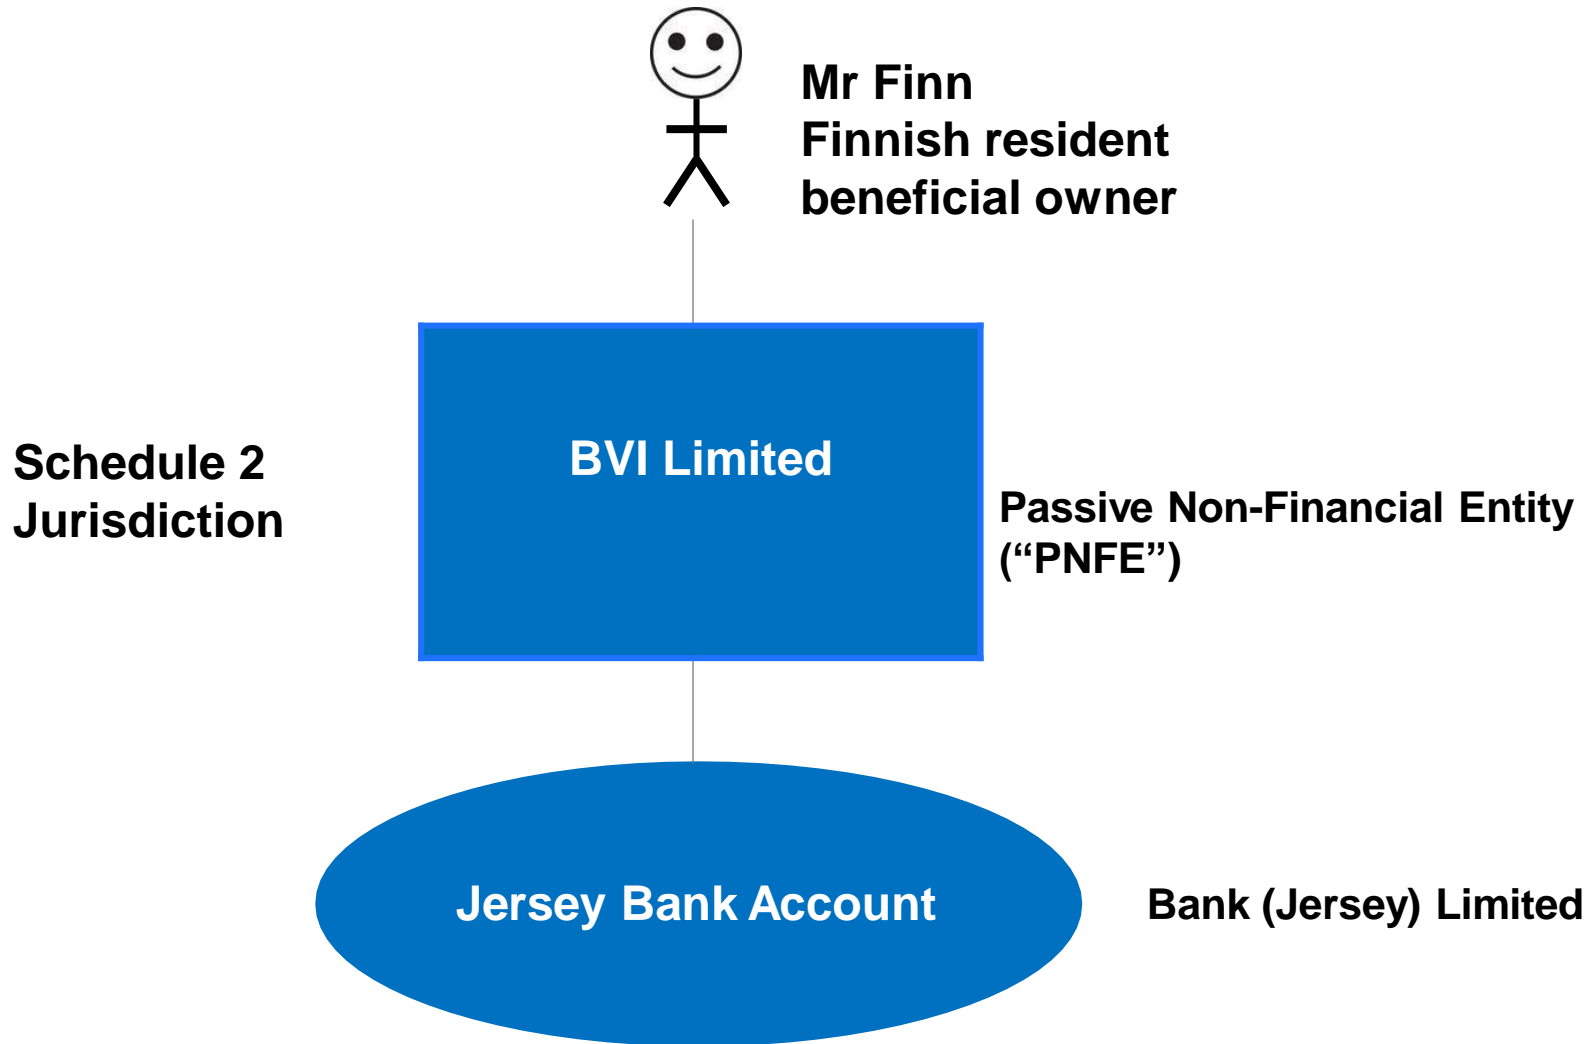 Mr Finn
Finnish resident
beneficial owner
BVI Limited
Schedule 2
Jurisdiction
Passive Non-Financial Entity
(“PNFE”)
Jersey Bank Account
Bank (Jersey) Limited